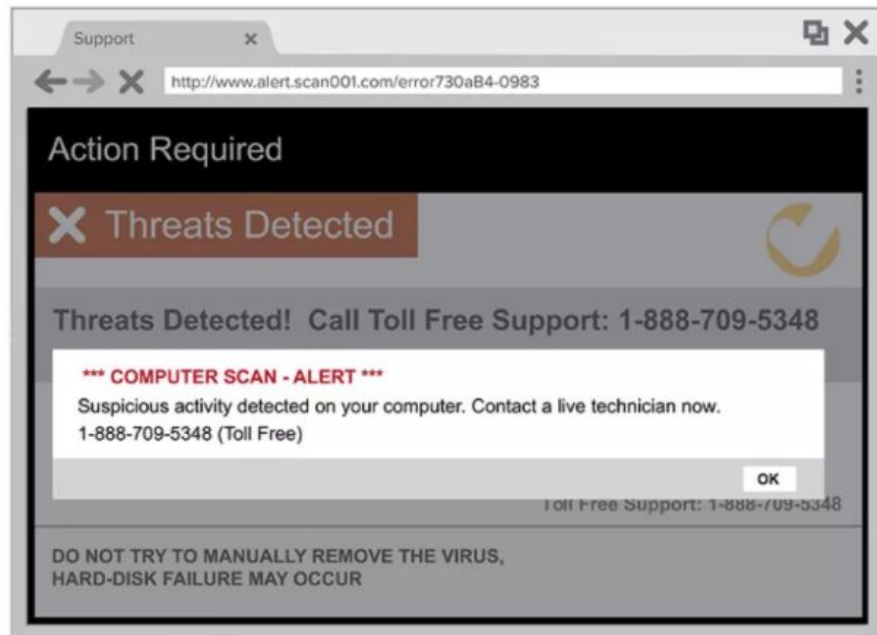 Support
http://www.alert.scan001.com/error730aB4-0983
Action Required
Threats Detected
Threats Detected! Call Toll Free Support: 1-888-709-5348
*** COMPUTER SCAN - ALERT ***
Suspicious activity detected on your computer. Contact a live technician now.
1-888-709-5348 (Toll Free)
OK
Toll Free Support: 1-888-709-5348
DO NOT TRY TO MANUALLY REMOVE THE VIRUS,
HARD-DISK FAILURE MAY OCCUR